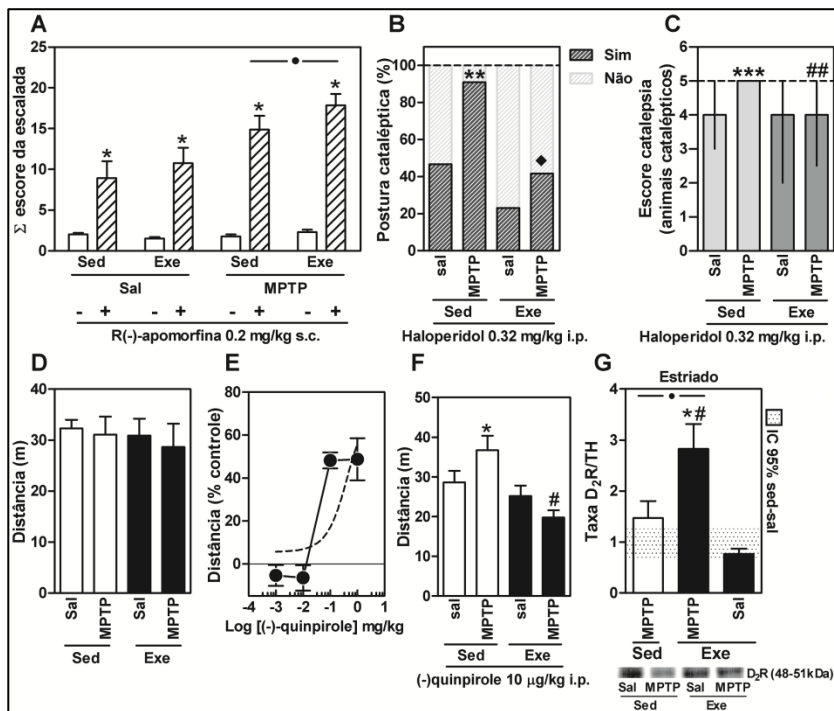 A
Σ escore da escalada
25
20
15
10
5
0
*
*
*
*
Sed
Exe
Sed
Exe
Sal
MPTP
- + - + - + - +
R(-)-apomorfina 0.2 mg/kg s.c.
B
Postura cataléptica (%)
100
80
60
40
20
0
**
Sim
Não
sal
MPTP
sal
MPTP
Sed
Exe
Haloperidol 0.32 mg/kg i.p.
C
Escore catalepsia
(animais catalépticos)
6
5
4
3
2
1
0
***
##
Sal
MPTP
Sal
MPTP
Sed
Exe
Haloperidol 0.32 mg/kg i.p.
D
Distância (m)
40
30
20
10
0
Sal
MPTP
Sal
MPTP
Sed
Exe
E
Distância (% controle)
80
60
40
20
0
-4 -3 -2 -1 0 1
Log [(-)-quinpirole] mg/kg
F
Distância (m)
50
40
30
20
10
0
*
#
sal
MPTP
sal
MPTP
Sed
Exe
(-)quinpirole 10 µg/kg i.p.
G
Estriado
Taxa D₂R/TH
4
3
2
1
0
*#
IC 95% sed-sal
MPTP
MPTP
Sal
Sed
Exe
D₂R (48-51kDa)
Sal MPTP Sal MPTP
Sed Exe